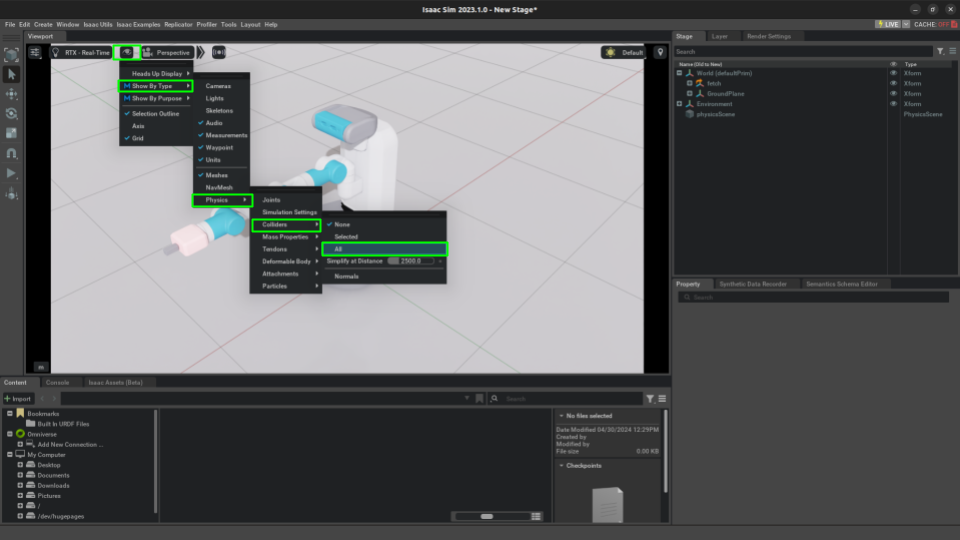 Isaac Sim 2023.1.0 - New Stage*
File Edit Create Window Isaac Utils Isaac Examples Replicator Profiler Tools Layout Help
LIVE CACHE: OFF
Viewport
RTX - Real-Time Perspective Default
Heads Up Display
Show By Type
Show By Purpose
Selection Outline
Axis
Grid
Cameras
Lights
Skeletons
Audio
Measurements
Waypoint
Units
Meshes
NavMesh
Physics
Joints
Simulation Settings
Colliders
Mass Properties
Tendons
Deformable Body
Attachments
Particles
None
Selected
All
Simplify at Distance 2500.0
Normals
m
Stage Layer Render Settings
Search
Name (Old to New) Type
World (defaultPrim) Xform
fetch Xform
GroundPlane Xform
Environment Xform
physicsScene PhysicsScene
Property Synthetic Data Recorder Semantics Schema Editor
Search
Content Console Isaac Assets (Beta)
Import Search
Bookmarks
Built In URDF Files
Omniverse
Add New Connection ...
My Computer
Desktop
Documents
Downloads
Pictures
/
/dev/hugepages
No files selected
Date Modified 04/30/2024 12:29PM
Created by
Modified by
File size 0.00 KB
Checkpoints